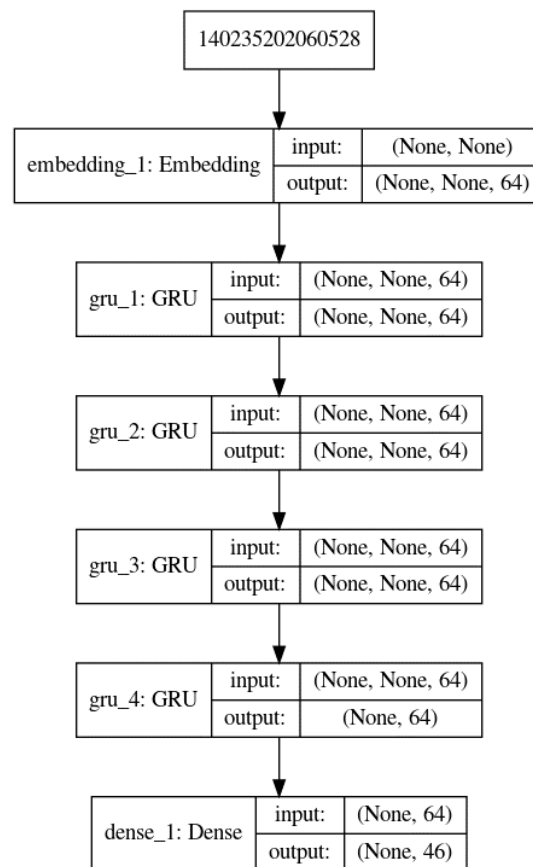 140235202060528
embedding_1: Embedding
input:
(None, None)
output:
(None, None, 64)
gru_1: GRU
input:
(None, None, 64)
output:
(None, None, 64)
gru_2: GRU
input:
(None, None, 64)
output:
(None, None, 64)
gru_3: GRU
input:
(None, None, 64)
output:
(None, None, 64)
gru_4: GRU
input:
(None, None, 64)
output:
(None, 64)
dense_1: Dense
input:
(None, 64)
output:
(None, 46)